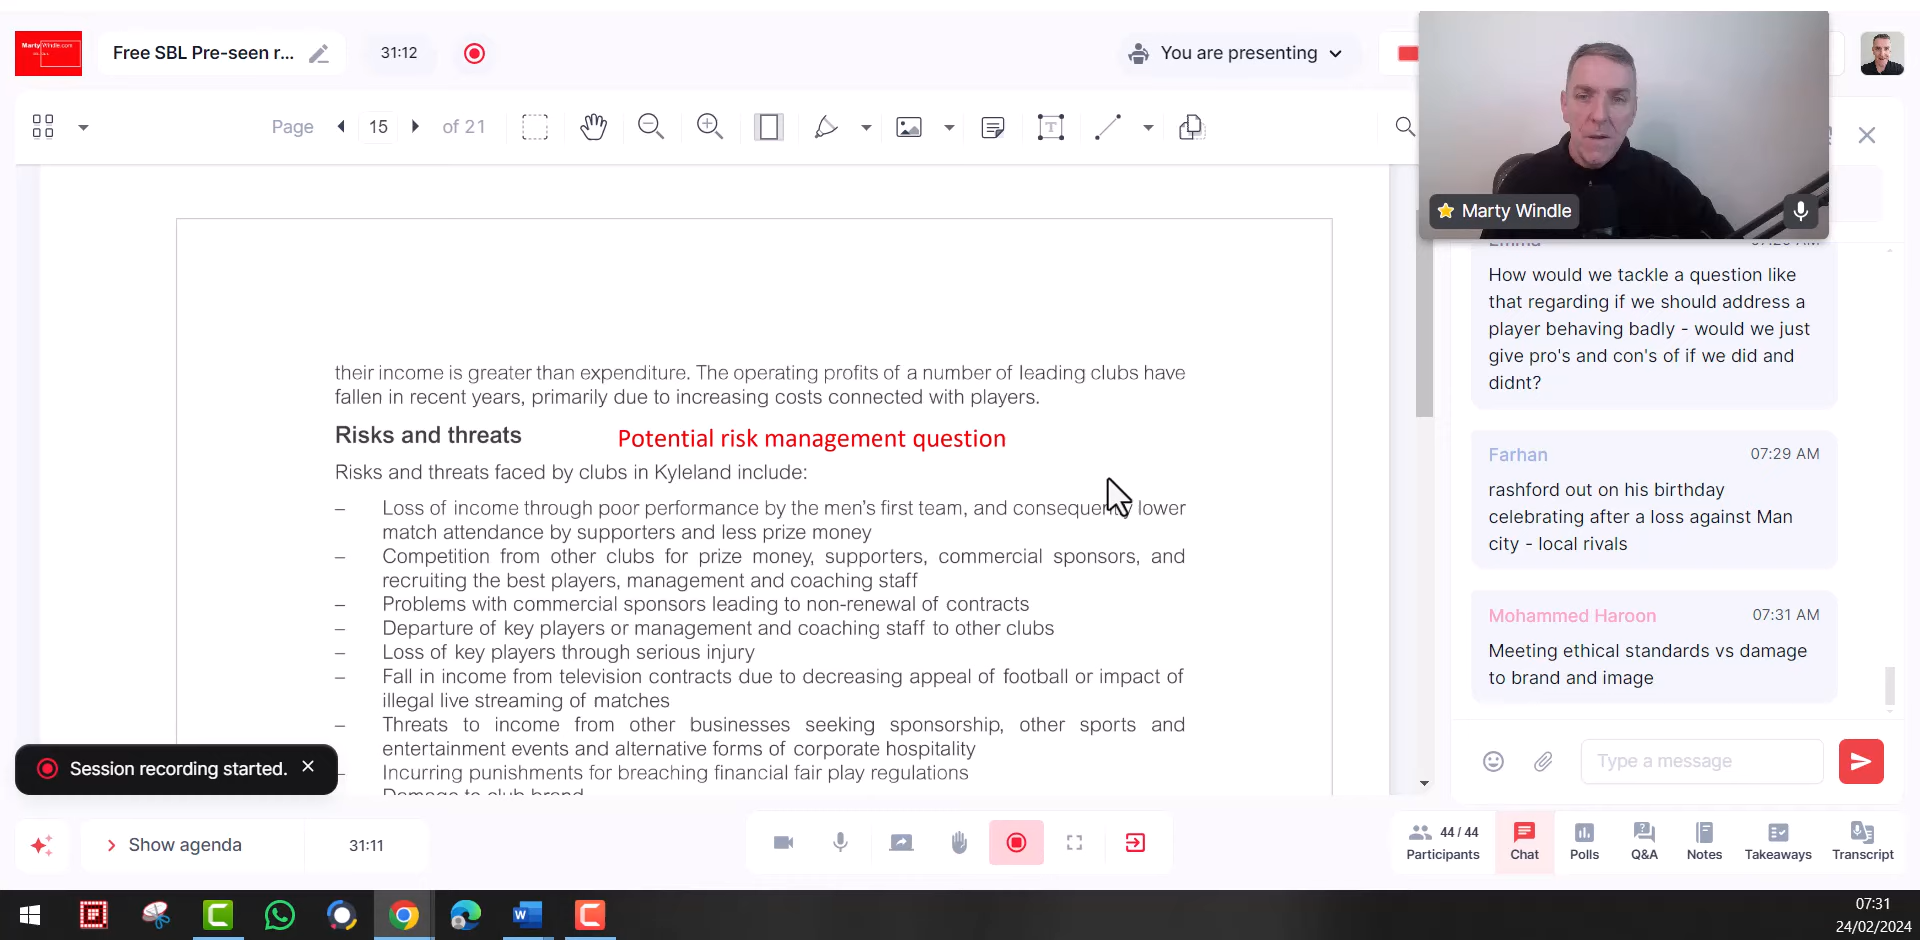 MartyWindle.com
Free SBL Pre-seen r...
31:12
You are presenting
Page
15
of 21
Marty Windle
their income is greater than expenditure. The operating profits of a number of leading clubs have
fallen in recent years, primarily due to increasing costs connected with players.
Risks and threats
Potential risk management question
Risks and threats faced by clubs in Kyleland include:
– Loss of income through poor performance by the men's first team, and consequently lower
match attendance by supporters and less prize money
– Competition from other clubs for prize money, supporters, commercial sponsors, and
recruiting the best players, management and coaching staff
– Problems with commercial sponsors leading to non-renewal of contracts
– Departure of key players or management and coaching staff to other clubs
– Loss of key players through serious injury
– Fall in income from television contracts due to decreasing appeal of football or impact of
illegal live streaming of matches
– Threats to income from other businesses seeking sponsorship, other sports and
entertainment events and alternative forms of corporate hospitality
– Incurring punishments for breaching financial fair play regulations
Damage to club brand
Session recording started.
How would we tackle a question like
that regarding if we should address a
player behaving badly - would we just
give pro's and con's of if we did and
didnt?
Farhan
07:29 AM
rashford out on his birthday
celebrating after a loss against Man
city - local rivals
Mohammed Haroon
07:31 AM
Meeting ethical standards vs damage
to brand and image
Type a message
Show agenda
31:11
44 / 44
Participants
Chat
Polls
Q&A
Notes
Takeaways
Transcript
07:31
24/02/2024